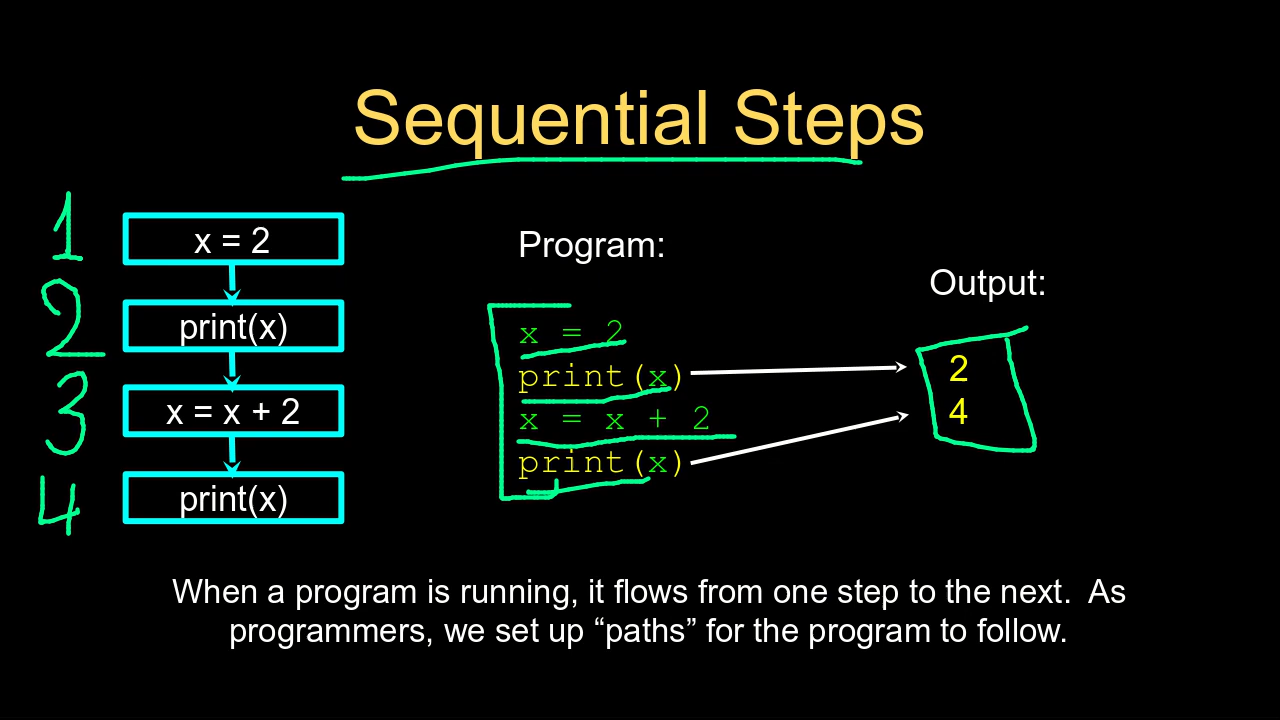 Sequential Steps
1
x = 2
2
print(x)
3
x = x + 2
4
print(x)
Program:
x = 2
print(x)
x = x + 2
print(x)
Output:
2
4
When a program is running, it flows from one step to the next.  As
programmers, we set up “paths” for the program to follow.